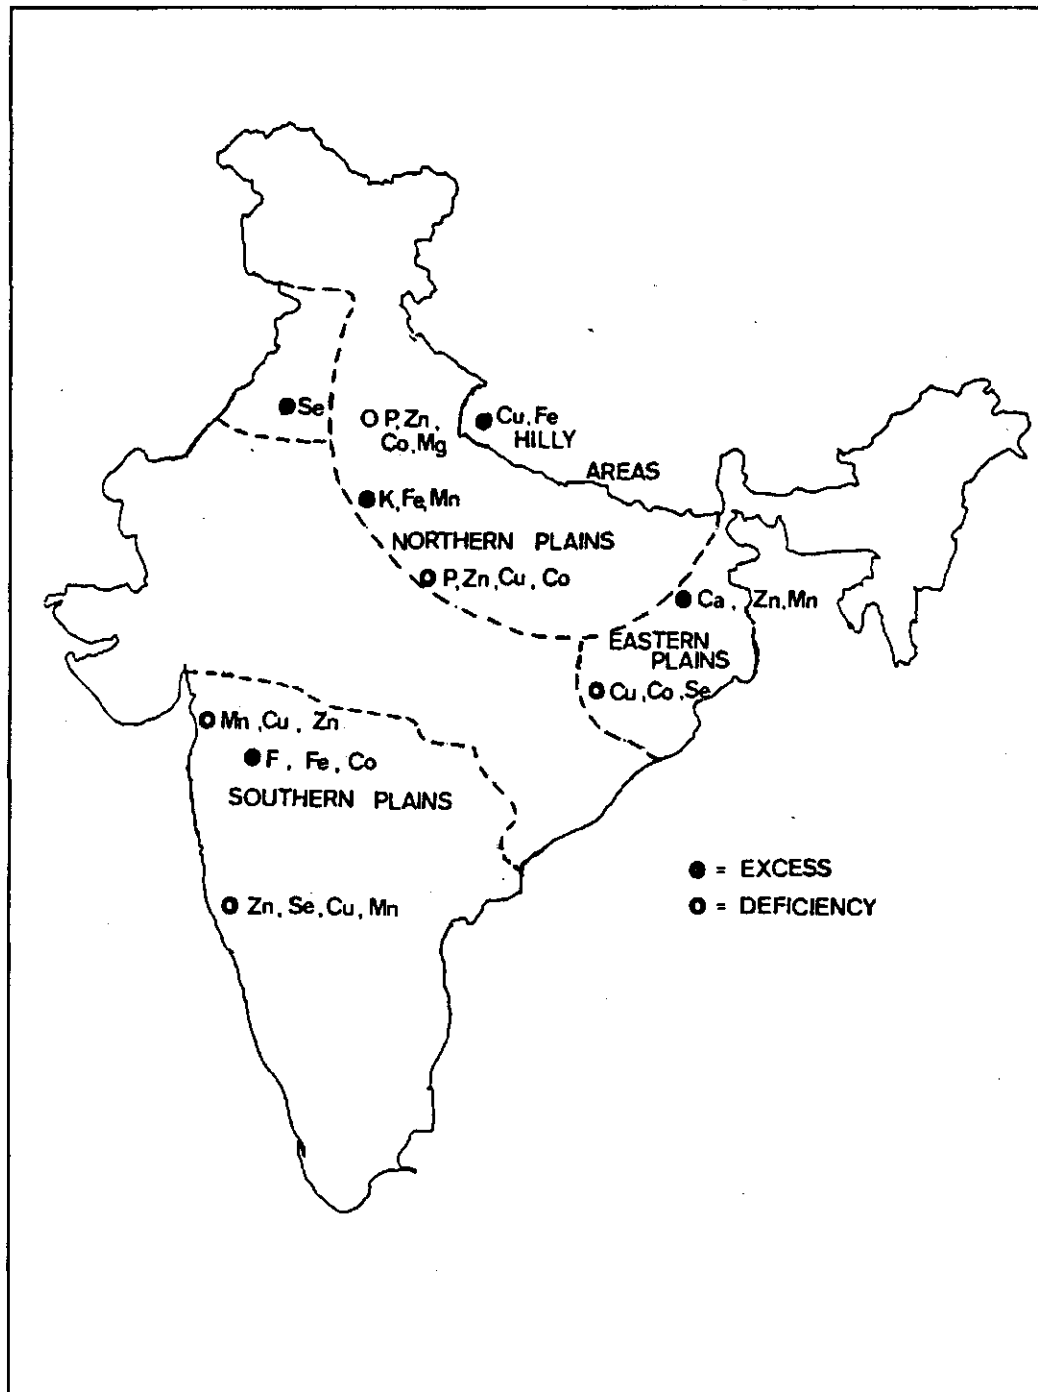 Se
P,Zn,
Co,Mg
Cu,Fe
HILLY
AREAS
K,Fe,Mn
NORTHERN PLAINS
P,Zn,Cu, Co
Ca, Zn,Mn
EASTERN
PLAINS
Cu,Co,Se
Mn,Cu, Zn
F, Fe, Co
SOUTHERN PLAINS
= EXCESS
Zn, Se,Cu, Mn
= DEFICIENCY